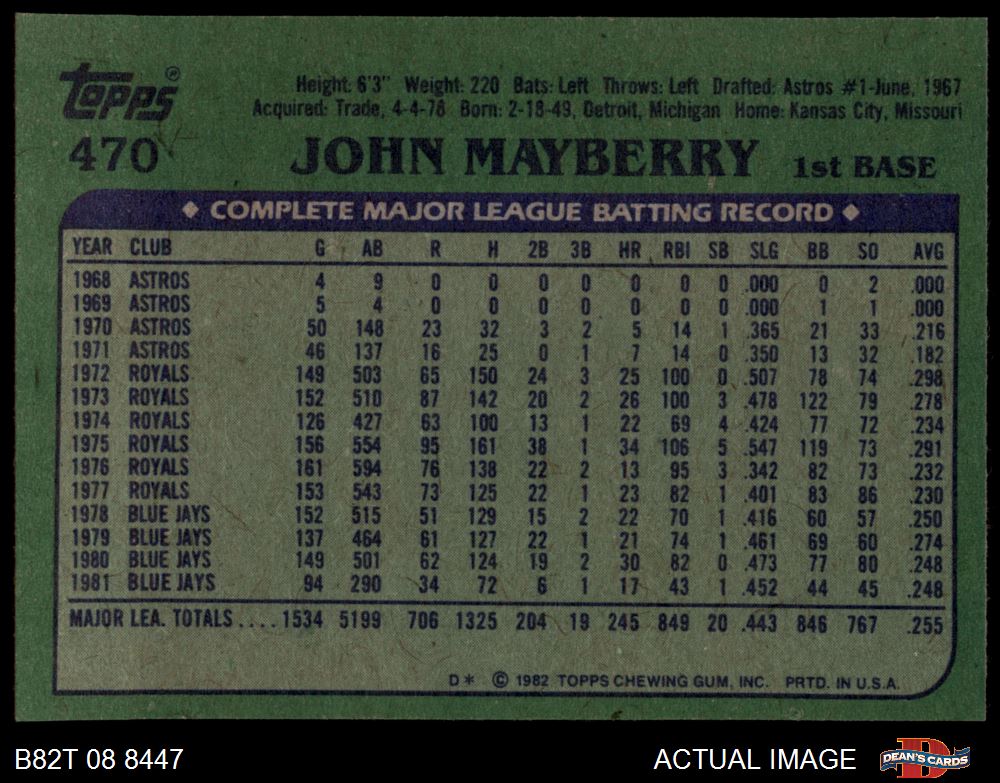 Topps®
Height: 6'3" Weight: 220 Bats: Left Throws: Left Drafted: Astros #1-June, 1967
Acquired: Trade, 4-4-78 Born: 2-18-49, Detroit, Michigan Home: Kansas City, Missouri
470 JOHN MAYBERRY 1st BASE
◆ COMPLETE MAJOR LEAGUE BATTING RECORD ◆
YEAR CLUB G AB R H 2B 3B HR RBI SB SLG BB SO AVG
1968 ASTROS 4 9 0 0 0 0 0 0 0 .000 0 2 .000
1969 ASTROS 5 4 0 0 0 0 0 0 0 .000 1 1 .000
1970 ASTROS 50 148 23 32 3 2 5 14 1 .365 21 33 .216
1971 ASTROS 46 137 16 25 0 1 7 14 0 .350 13 32 .182
1972 ROYALS 149 503 65 150 24 3 25 100 0 .507 78 74 .298
1973 ROYALS 152 510 87 142 20 2 26 100 3 .478 122 79 .278
1974 ROYALS 126 427 63 100 13 1 22 69 4 .424 77 72 .234
1975 ROYALS 156 554 95 161 38 1 34 106 5 .547 119 73 .291
1976 ROYALS 161 594 76 138 22 2 13 95 3 .342 82 73 .232
1977 ROYALS 153 543 73 125 22 1 23 82 1 .401 83 86 .230
1978 BLUE JAYS 152 515 51 129 15 2 22 70 1 .416 60 57 .250
1979 BLUE JAYS 137 464 61 127 22 1 21 74 1 .461 69 60 .274
1980 BLUE JAYS 149 501 62 124 19 2 30 82 0 .473 77 80 .248
1981 BLUE JAYS 94 290 34 72 6 1 17 43 1 .452 44 45 .248
MAJOR LEA. TOTALS .... 1534 5199 706 1325 204 19 245 849 20 .443 846 767 .255
D* © 1982 TOPPS CHEWING GUM, INC. PRTD. IN U.S.A.
B82T 08 8447 ACTUAL IMAGE DEAN'S CARDS